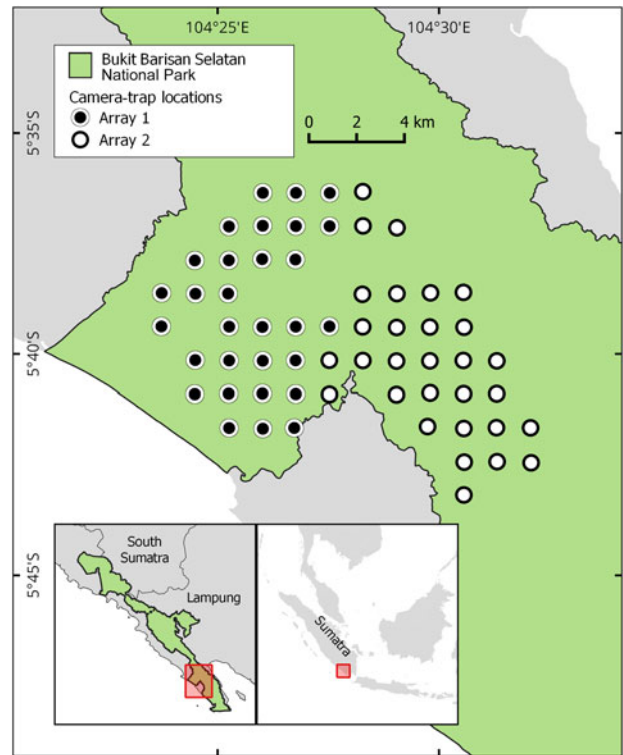 104°25'E
104°30'E
Bukit Barisan Selatan
National Park
Camera-trap locations
Array 1
Array 2
0 2 4 km
5°35'S
5°40'S
5°45'S
South
Sumatra
Lampung
Sumatra